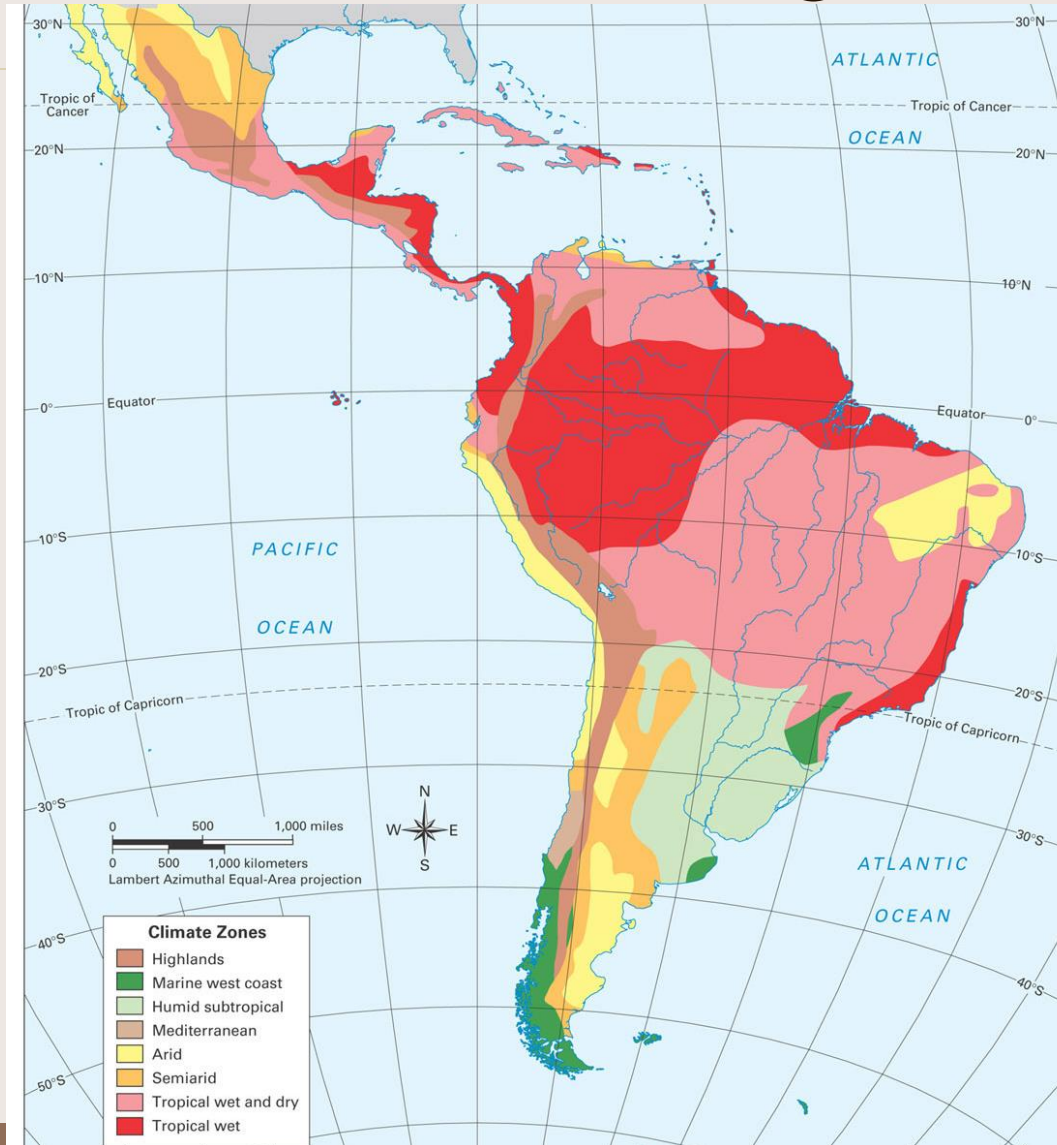 30°N
30°N
ATLANTIC
Tropic of
Cancer
Tropic of Cancer
OCEAN
20°N
20°N
10°N
10°N
Equator
0°
Equator
0°
PACIFIC
10°S
10°S
OCEAN
20°S
20°S
Tropic of Capricorn
Tropic of Capricorn
N
30°S
W
E
0
500
1,000 miles
30°S
S
0
500
1,000 kilometers
Lambert Azimuthal Equal-Area projection
ATLANTIC
OCEAN
40°S
40°S
Climate Zones
Highlands
Marine west coast
Humid subtropical
Mediterranean
Arid
Semiarid
50°S
Tropical wet and dry
Tropical wet